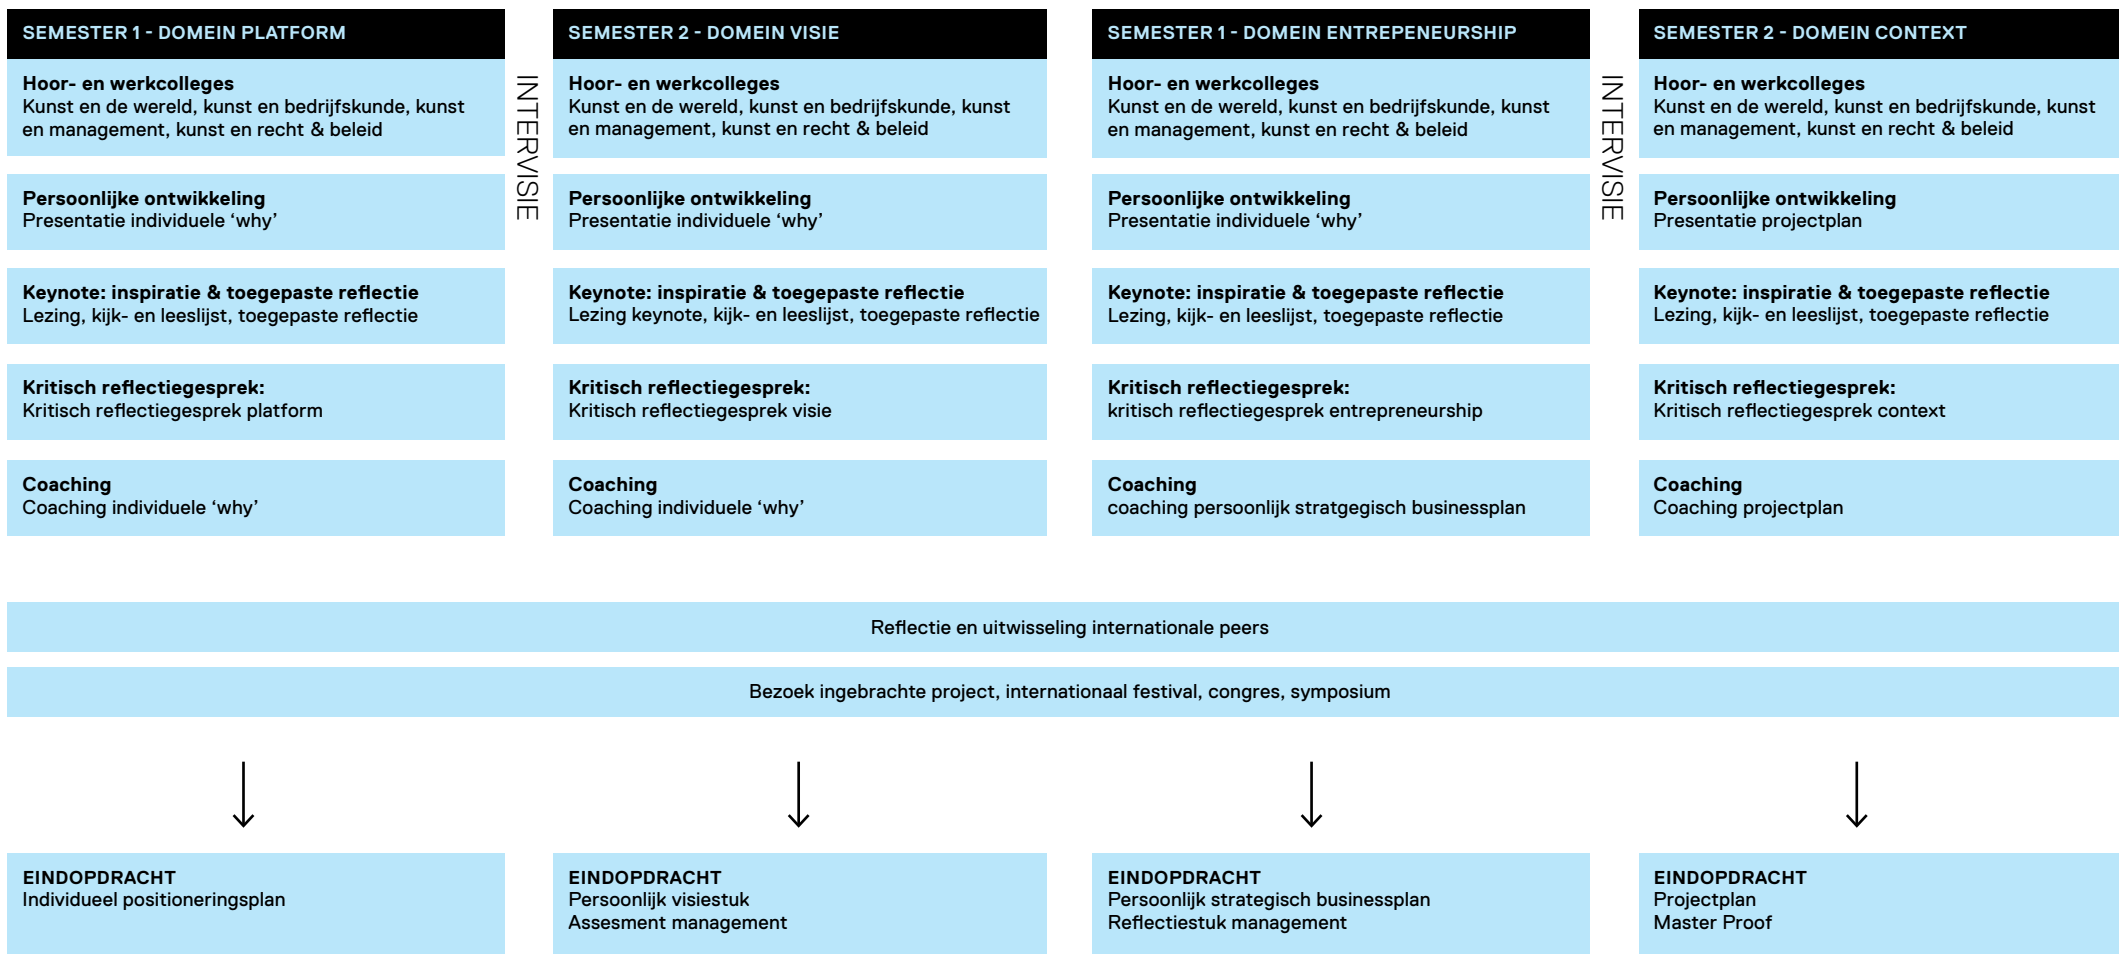 SEMESTER 1 - DOMEIN PLATFORM
Hoor- en werkcolleges
Kunst en de wereld, kunst en bedrijfskunde, kunst
en management, kunst en recht & beleid
Persoonlijke ontwikkeling
Presentatie individuele ‘why’
Keynote: inspiratie & toegepaste reflectie
Lezing, kijk- en leeslijst, toegepaste reflectie
Kritisch reflectiegesprek:
Kritisch reflectiegesprek platform
Coaching
Coaching individuele ‘why’
INTERVISIE
SEMESTER 2 - DOMEIN VISIE
Hoor- en werkcolleges
Kunst en de wereld, kunst en bedrijfskunde, kunst
en management, kunst en recht & beleid
Persoonlijke ontwikkeling
Presentatie individuele ‘why’
Keynote: inspiratie & toegepaste reflectie
Lezing keynote, kijk- en leeslijst, toegepaste reflectie
Kritisch reflectiegesprek:
Kritisch reflectiegesprek visie
Coaching
Coaching individuele ‘why’
SEMESTER 1 - DOMEIN ENTREPENEURSHIP
Hoor- en werkcolleges
Kunst en de wereld, kunst en bedrijfskunde, kunst
en management, kunst en recht & beleid
Persoonlijke ontwikkeling
Presentatie individuele ‘why’
Keynote: inspiratie & toegepaste reflectie
Lezing, kijk- en leeslijst, toegepaste reflectie
Kritisch reflectiegesprek:
kritisch reflectiegesprek entrepreneurship
Coaching
coaching persoonlijk stratgegisch businessplan
INTERVISIE
SEMESTER 2 - DOMEIN CONTEXT
Hoor- en werkcolleges
Kunst en de wereld, kunst en bedrijfskunde, kunst
en management, kunst en recht & beleid
Persoonlijke ontwikkeling
Presentatie projectplan
Keynote: inspiratie & toegepaste reflectie
Lezing, kijk- en leeslijst, toegepaste reflectie
Kritisch reflectiegesprek:
Kritisch reflectiegesprek context
Coaching
Coaching projectplan
Reflectie en uitwisseling internationale peers
Bezoek ingebrachte project, internationaal festival, congres, symposium
EINDOPDRACHT
Individueel positioneringsplan
EINDOPDRACHT
Persoonlijk visiestuk
Assesment management
EINDOPDRACHT
Persoonlijk strategisch businessplan
Reflectiestuk management
EINDOPDRACHT
Projectplan
Master Proof